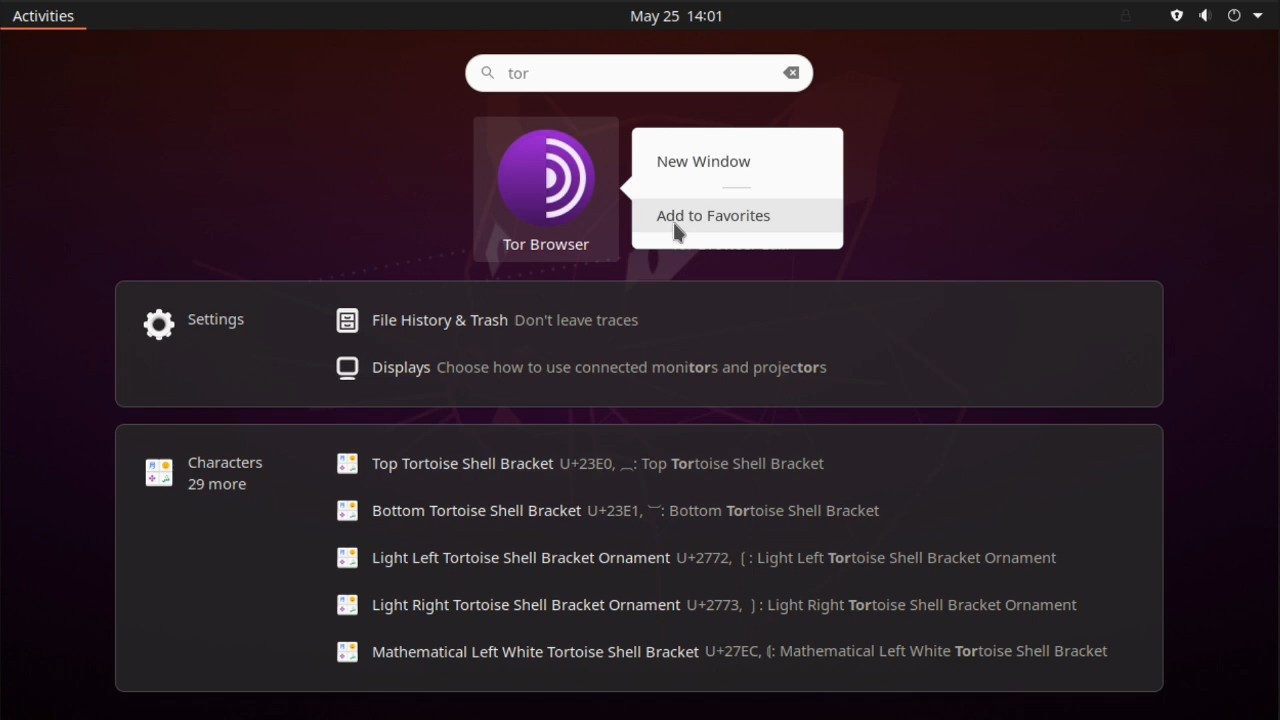 Activities
May 25 14:01
tor
New Window
Add to Favorites
Tor Browser
Settings
File History & Trash Don't leave traces
Displays Choose how to use connected monitors and projectors
Characters
29 more
Top Tortoise Shell Bracket U+23E0, ⏠: Top Tortoise Shell Bracket
Bottom Tortoise Shell Bracket U+23E1, ⏡: Bottom Tortoise Shell Bracket
Light Left Tortoise Shell Bracket Ornament U+2772, ❲: Light Left Tortoise Shell Bracket Ornament
Light Right Tortoise Shell Bracket Ornament U+2773, ❳: Light Right Tortoise Shell Bracket Ornament
Mathematical Left White Tortoise Shell Bracket U+27EC, ⟬: Mathematical Left White Tortoise Shell Bracket